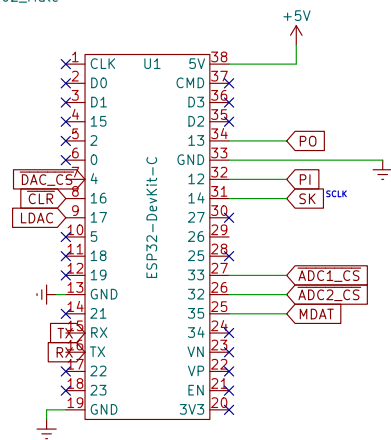 +5V
1 CLK U1 5V 38
2 D0 CMD 37
3 D1 D3 36
4 15 D2 35
5 2 13 34 PO
6 0 GND 33
DAC_CS 7 4 12 32 PI
CLR 8 16 14 31 SK SCLK
LDAC 9 17 27 30
10 5 26 29
11 18 25 28
12 19 33 27 ADC1_CS
13 GND 32 26 ADC2_CS
14 21 35 25 MDAT
TX 15 RX 34 24
RX 16 TX VN 23
17 22 VP 22
18 23 EN 21
19 GND 3V3 20
ESP32-DevKit-C